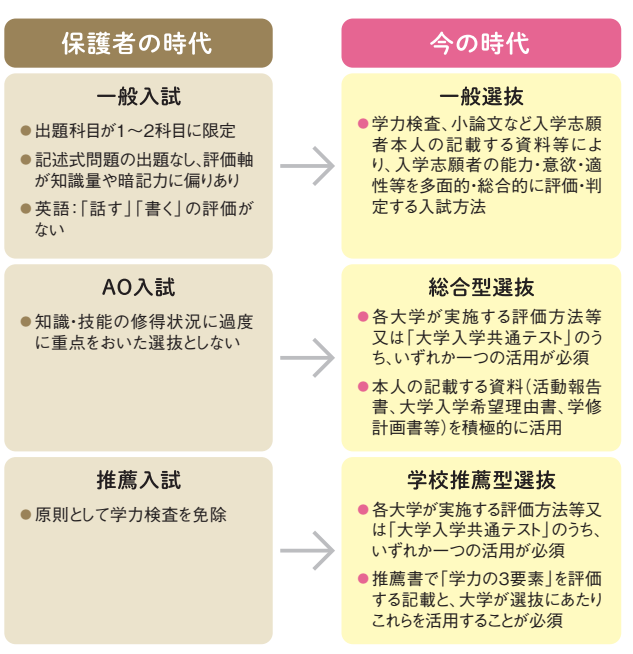 保護者の時代
今の時代
一般入試
●出題科目が1〜2科目に限定
●記述式問題の出題なし、評価軸
が知識量や暗記力に偏りあり
●英語：「話す」「書く」の評価が
ない
一般選抜
●学力検査、小論文など入学志願
者本人の記載する資料等によ
り、入学志願者の能力・意欲・適
性等を多面的・総合的に評価・判
定する入試方法
AO入試
●知識・技能の修得状況に過度
に重点をおいた選抜としない
総合型選抜
●各大学が実施する評価方法等
又は「大学入学共通テスト」のう
ち、いずれか一つの活用が必須
●本人の記載する資料（活動報告
書、大学入学希望理由書、学修
計画書等）を積極的に活用
推薦入試
●原則として学力検査を免除
学校推薦型選抜
●各大学が実施する評価方法等又
は「大学入学共通テスト」のうち、
いずれか一つの活用が必須
●推薦書で「学力の3要素」を評価
する記載と、大学が選抜にあたり
これらを活用することが必須